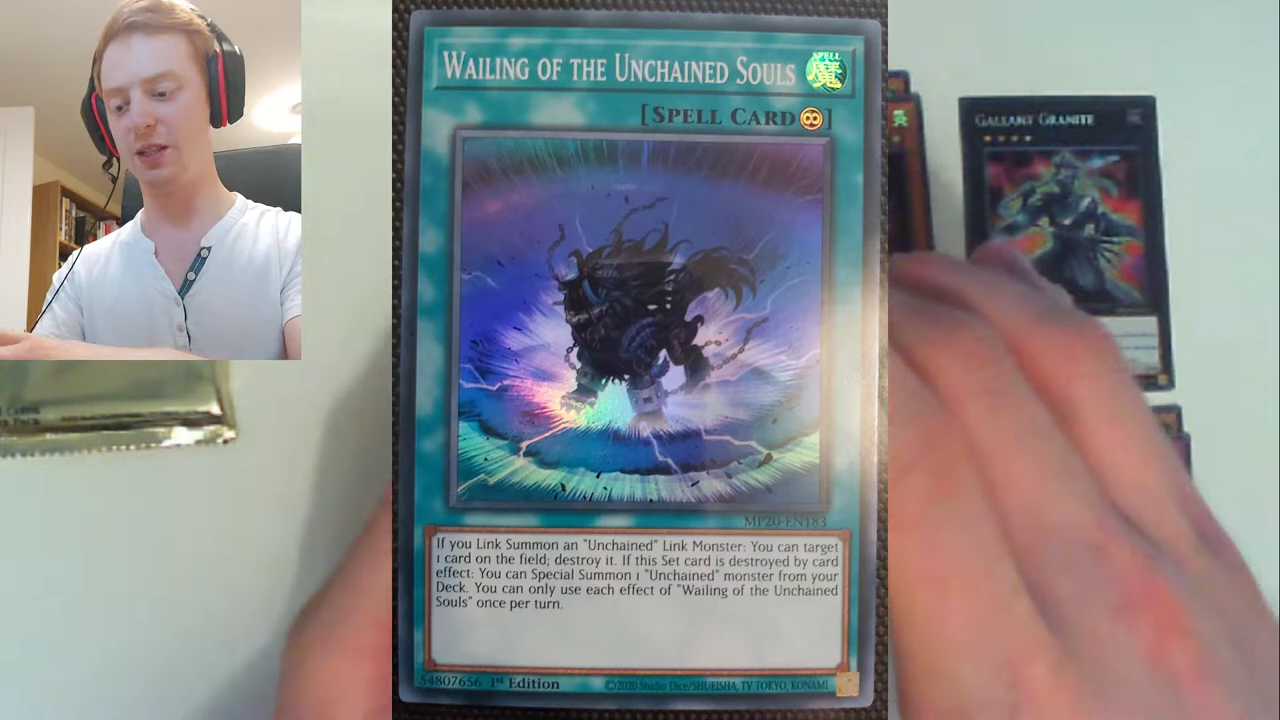 WAILING OF THE UNCHAINED SOULS
SPELL
魔
[SPELL CARD]
MP20-EN183
If you Link Summon an "Unchained" Link Monster: You can target
1 card on the field; destroy it. If this Set card is destroyed by card
effect: You can Special Summon 1 "Unchained" monster from your
Deck. You can only use each effect of "Wailing of the Unchained
Souls" once per turn.
54807656 1st Edition
©2020 Studio Dice/SHUEISHA, TV TOKYO, KONAMI
GALLANT GRANITE